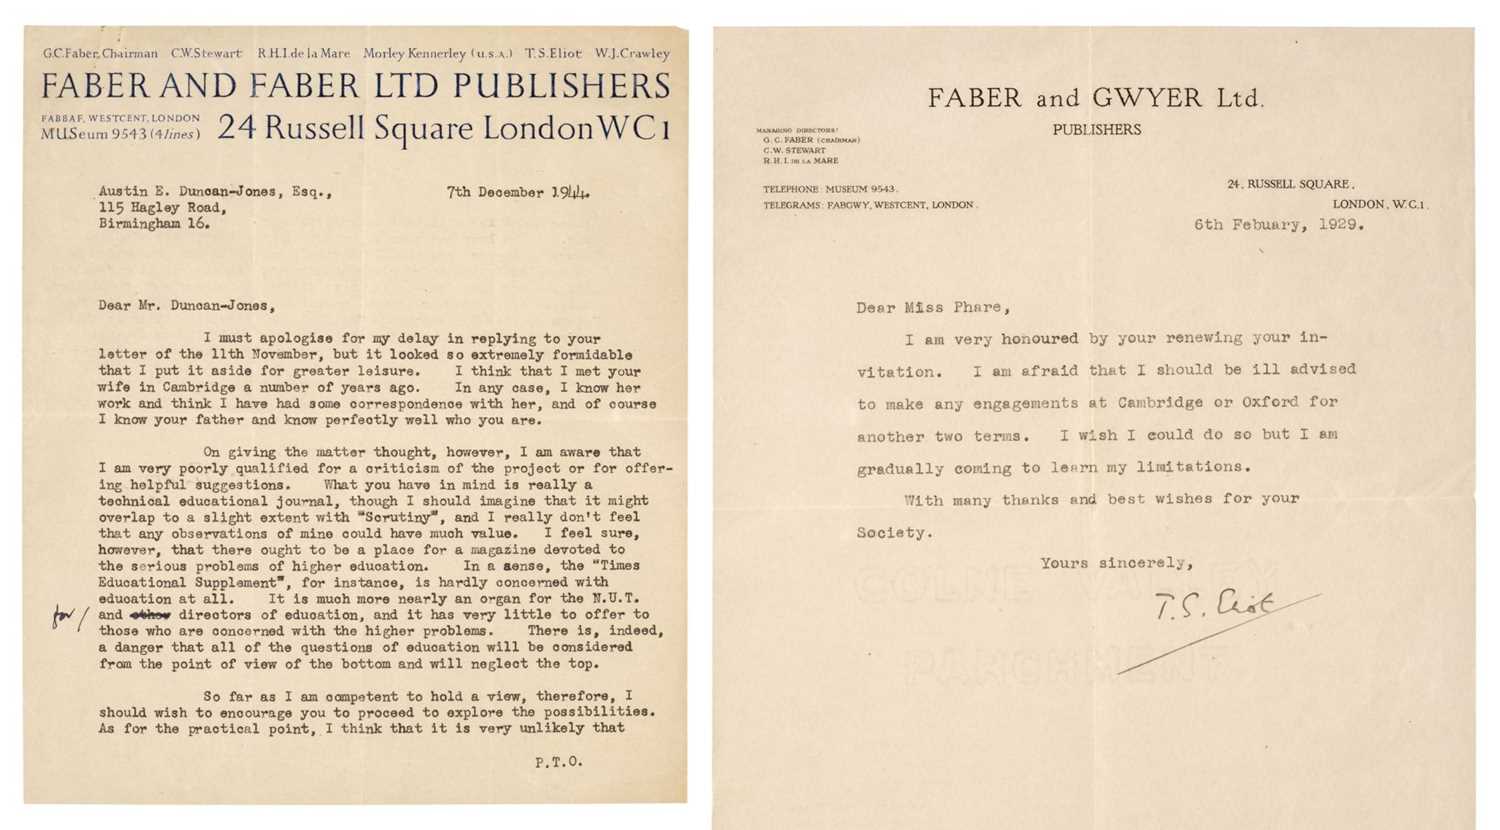 G.C.Faber, Chairman C.W.Stewart R.H.I.de la Mare Morley Kennerley (U.S.A.) T.S.Eliot W.J.Crawley
FABER AND FABER LTD PUBLISHERS
FABBAF, WESTCENT, LONDON
MUSeum 9543 (4 lines)
24 Russell Square London WC1
Austin E. Duncan-Jones, Esq., 7th December 1944.
115 Hagley Road,
Birmingham 16.
Dear Mr. Duncan-Jones,
I must apologise for my delay in replying to your
letter of the 11th November, but it looked so extremely formidable
that I put it aside for greater leisure. I think that I met your
wife in Cambridge a number of years ago. In any case, I know her
work and think I have had some correspondence with her, and of course
I know your father and know perfectly well who you are.
On giving the matter thought, however, I am aware that
I am very poorly qualified for a criticism of the project or for offer-
ing helpful suggestions. What you have in mind is really a
technical educational journal, though I should imagine that it might
overlap to a slight extent with "Scrutiny", and I really don't feel
that any observations of mine could have much value. I feel sure,
however, that there ought to be a place for a magazine devoted to
the serious problems of higher education. In a sense, the "Times
Educational Supplement", for instance, is hardly concerned with
education at all. It is much more nearly an organ for the N.U.T.
for/ and other directors of education, and it has very little to offer to
those who are concerned with the higher problems. There is, indeed,
a danger that all of the questions of education will be considered
from the point of view of the bottom and will neglect the top.
So far as I am competent to hold a view, therefore, I
should wish to encourage you to proceed to explore the possibilities.
As for the practical point, I think that it is very unlikely that
P.T.O.
FABER and GWYER Ltd.
PUBLISHERS
MANAGING DIRECTORS:
G. C. FABER (CHAIRMAN)
C. W. STEWART
R. H. I. DE LA MARE
TELEPHONE: MUSEUM 9543.
TELEGRAMS: FABGWY, WESTCENT, LONDON.
24, RUSSELL SQUARE,
LONDON, W.C.1.
6th Febuary, 1929.
Dear Miss Phare,
I am very honoured by your renewing your in-
vitation. I am afraid that I should be ill advised
to make any engagements at Cambridge or Oxford for
another two terms. I wish I could do so but I am
gradually coming to learn my limitations.
With many thanks and best wishes for your
Society.
Yours sincerely,
T. S. Eliot